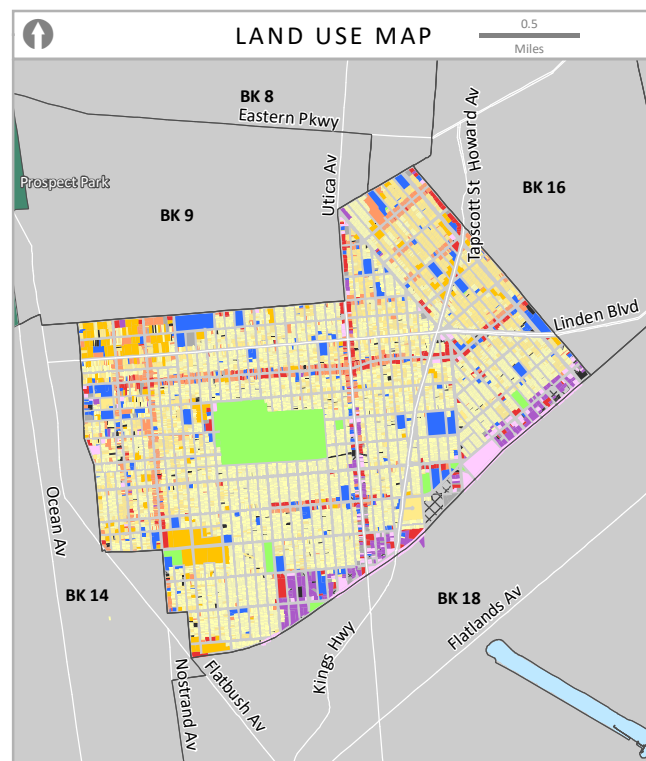 LAND USE MAP
0.5
Miles
BK 8
Eastern Pkwy
Howard Av
Tapscott St
Utica Av
Prospect Park
BK 16
BK 9
Linden Blvd
Ocean Av
BK 14
BK 18
Flatlands Av
Kings Hwy
Flatbush Av
Nostrand Av